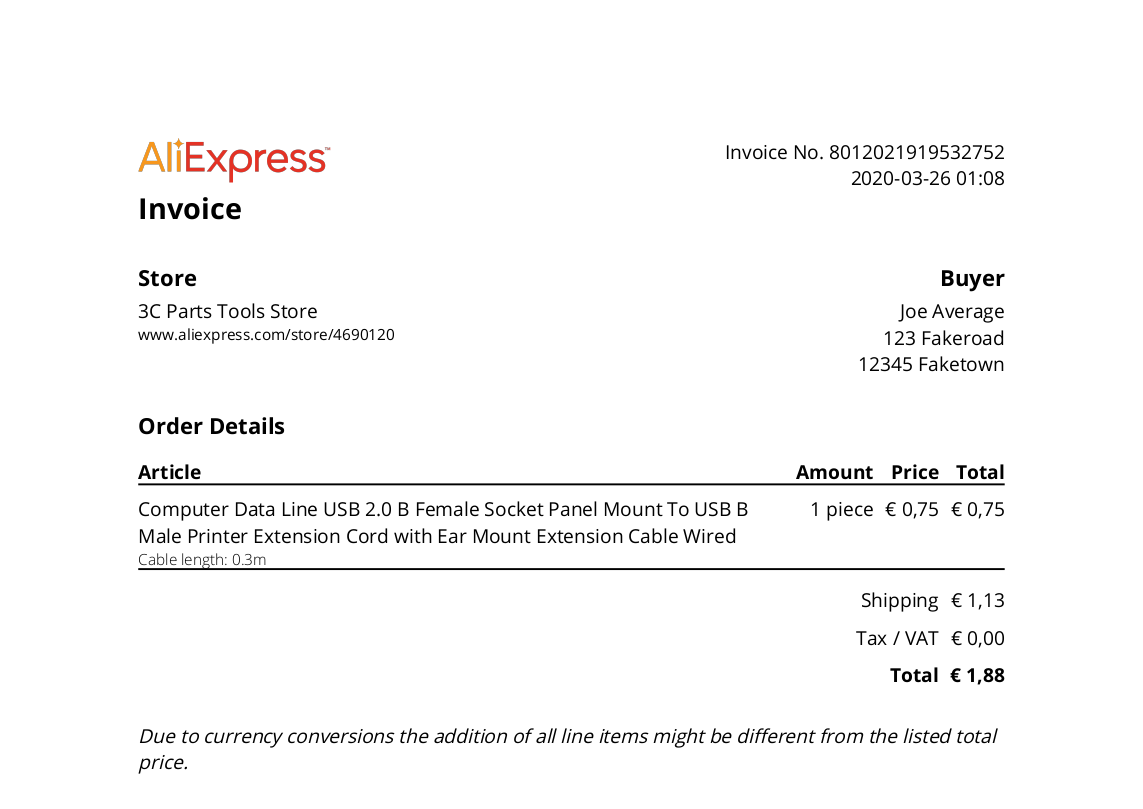 AliExpress™
Invoice No. 8012021919532752
2020-03-26 01:08
Invoice
Store
Buyer
3C Parts Tools Store
www.aliexpress.com/store/4690120
Joe Average
123 Fakeroad
12345 Faketown
Order Details
Article Amount Price Total
Computer Data Line USB 2.0 B Female Socket Panel Mount To USB B 1 piece € 0,75 € 0,75
Male Printer Extension Cord with Ear Mount Extension Cable Wired
Cable length: 0.3m
Shipping € 1,13
Tax / VAT € 0,00
Total € 1,88
Due to currency conversions the addition of all line items might be different from the listed total
price.